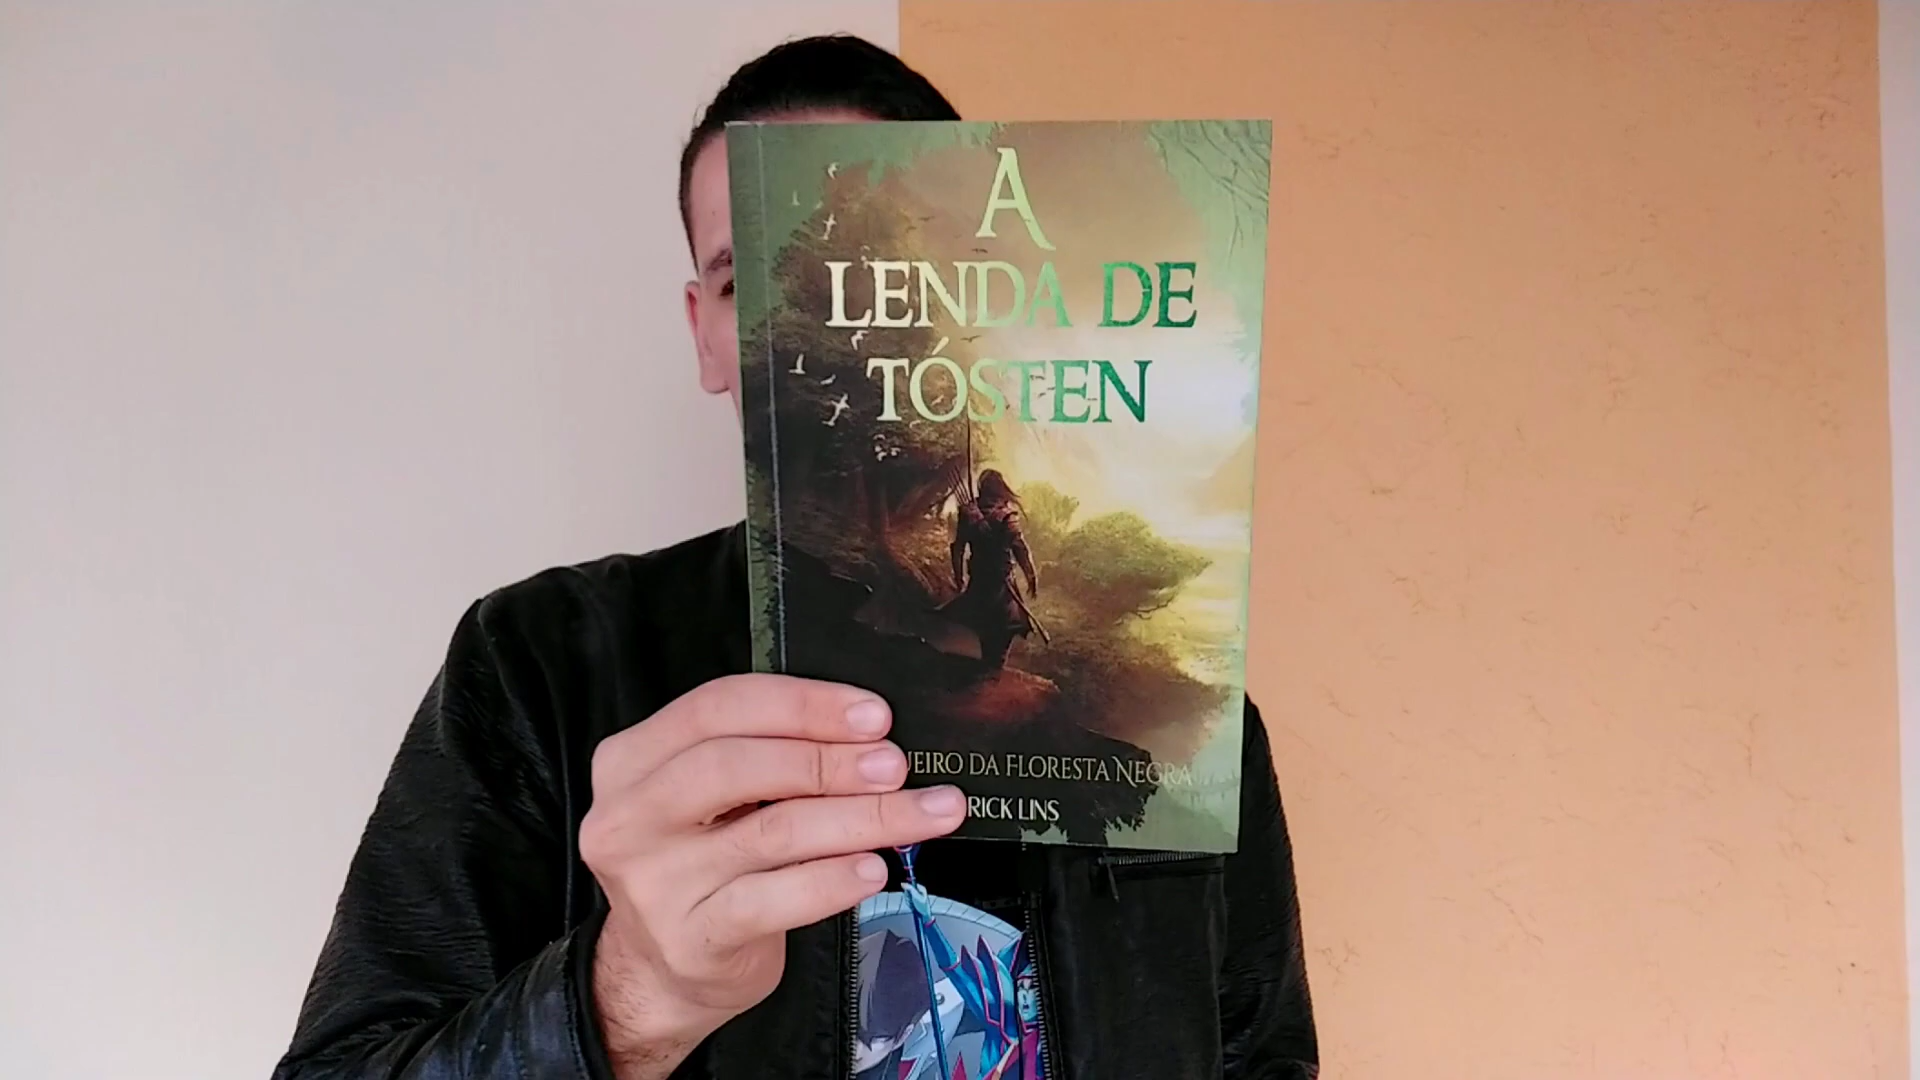 A
LENDA DE
TÓSTEN
UEIRO DA FLORESTA NEGRA
RICK LINS